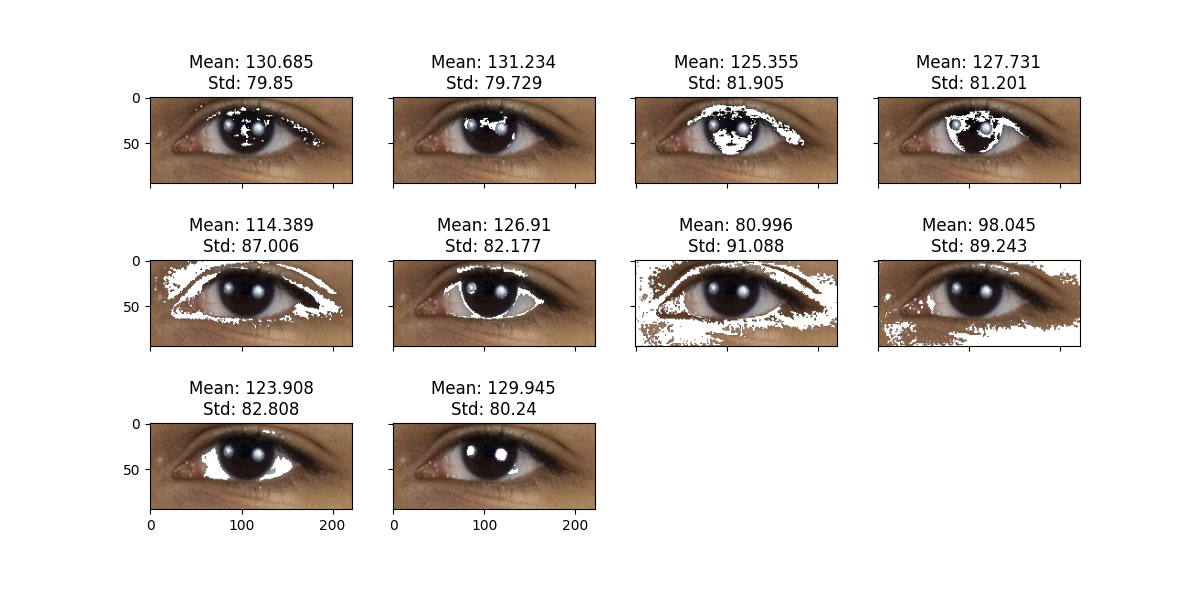 Mean: 130.685
Std: 79.85
Mean: 131.234
Std: 79.729
Mean: 125.355
Std: 81.905
Mean: 127.731
Std: 81.201
0
50
Mean: 114.389
Std: 87.006
Mean: 126.91
Std: 82.177
Mean: 80.996
Std: 91.088
Mean: 98.045
Std: 89.243
0
50
Mean: 123.908
Std: 82.808
Mean: 129.945
Std: 80.24
0
50
0 100 200
0 100 200